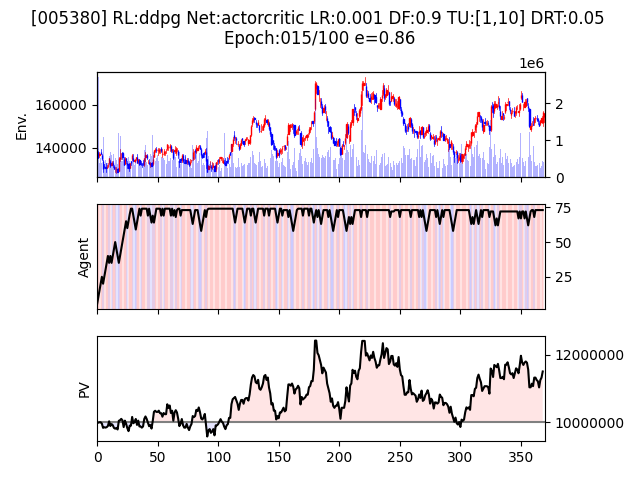 [005380] RL:ddpg Net:actorcritic LR:0.001 DF:0.9 TU:[1,10] DRT:0.05
Epoch:015/100 e=0.86
1e6
Env.
160000
140000
2
1
0
Agent
75
50
25
PV
12000000
10000000
0 50 100 150 200 250 300 350